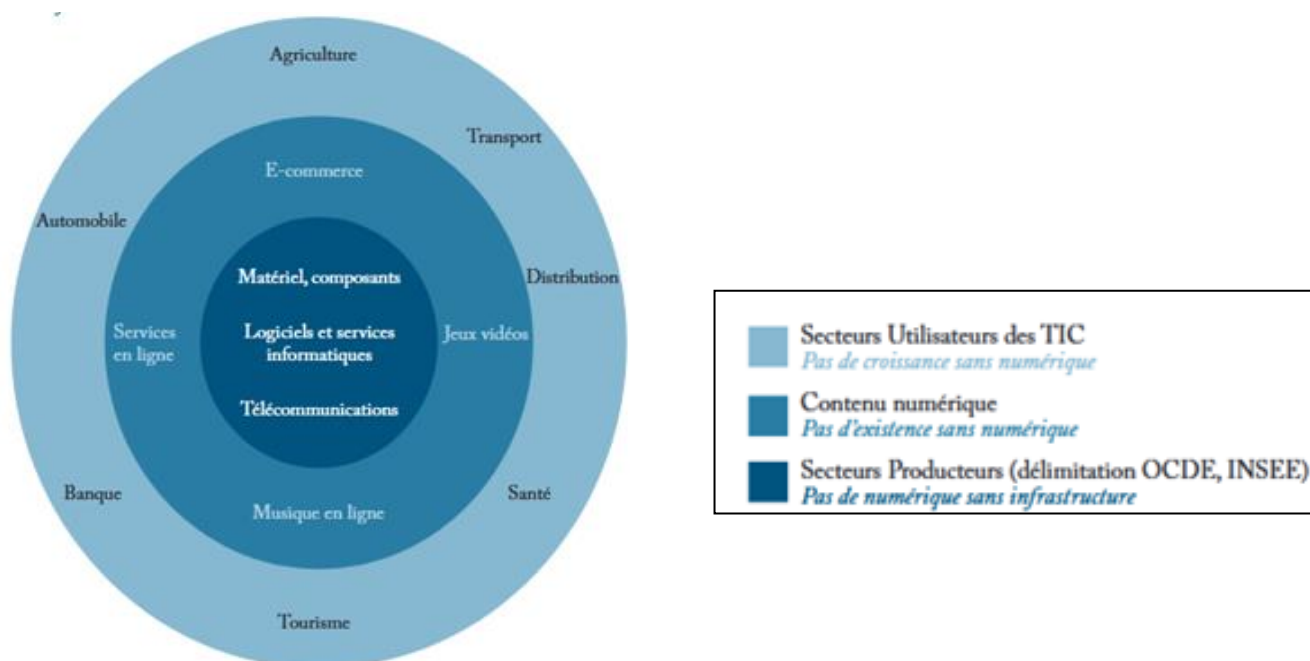 Agriculture
Transport
E-commerce
Automobile
Matériel, composants
Distribution
Services
en ligne
Logiciels et services
informatiques
Jeux vidéos
Télécommunications
Banque
Santé
Musique en ligne
Tourisme
Secteurs Utilisateurs des TIC
Pas de croissance sans numérique
Contenu numérique
Pas d'existence sans numérique
Secteurs Producteurs (délimitation OCDE, INSEE)
Pas de numérique sans infrastructure